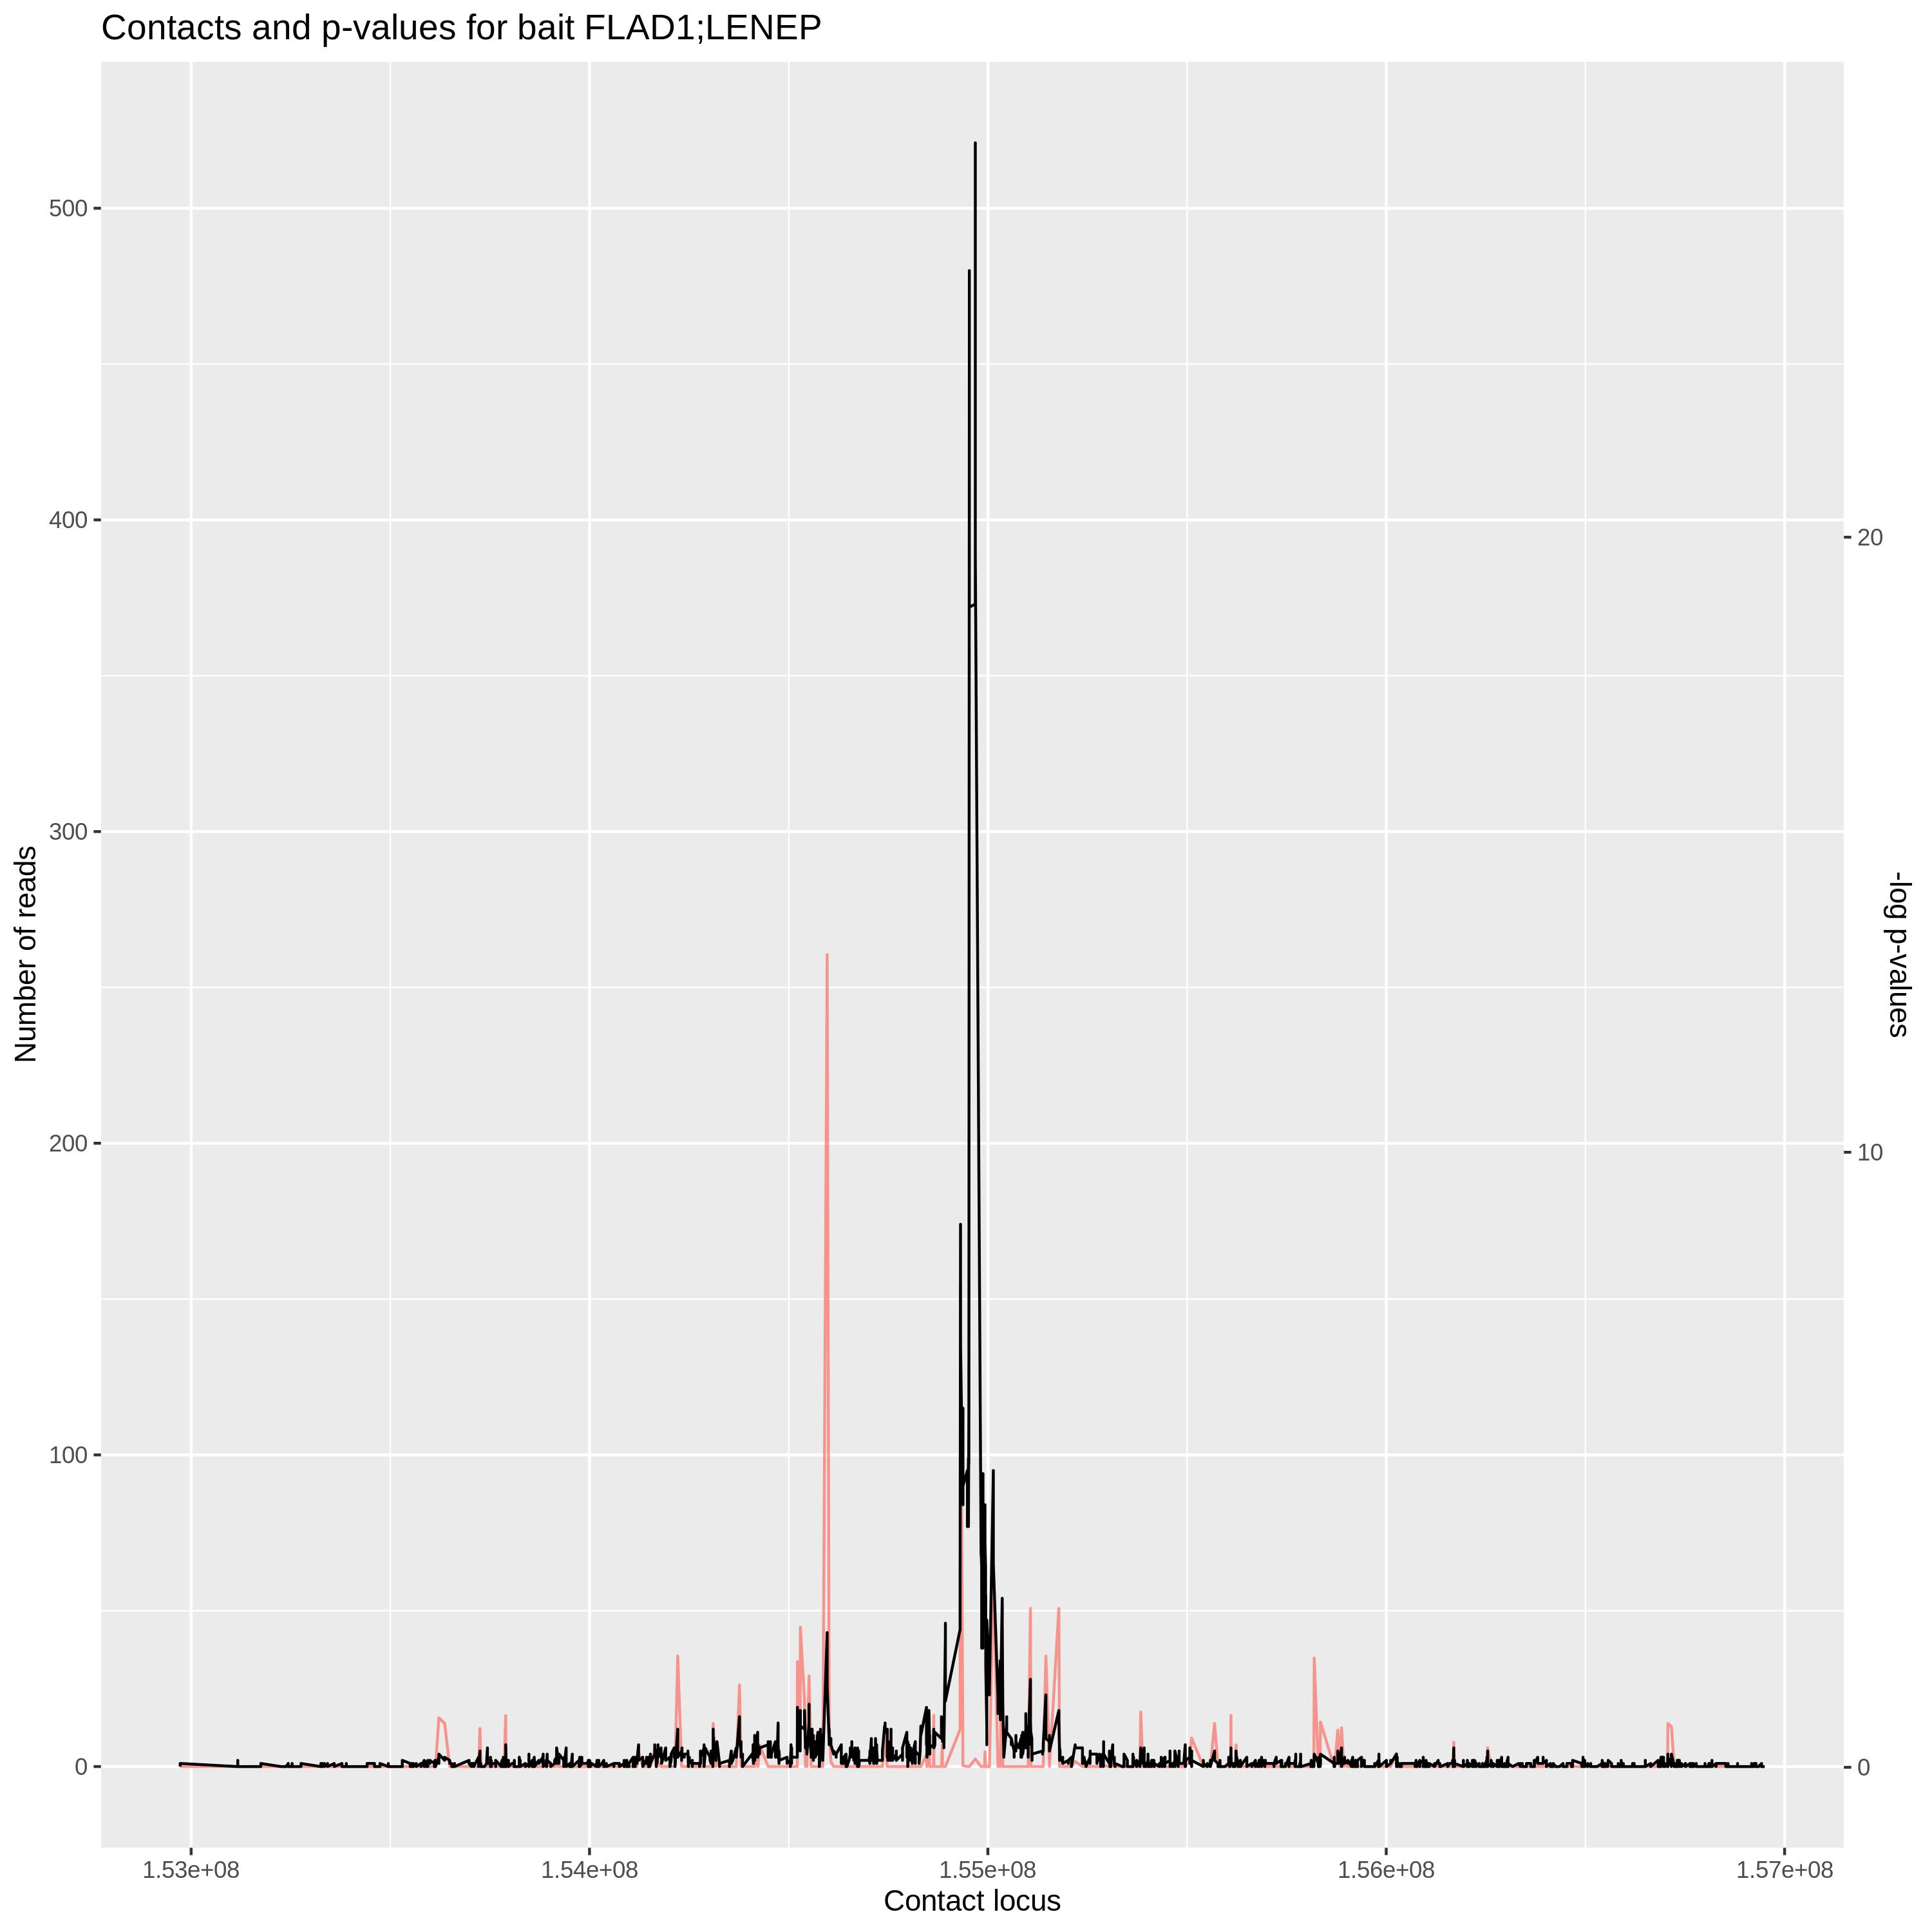 Contacts and p-values for bait FLAD1;LENEP
500
400
300
200
100
0
Number of reads
20
10
0
-log p-values
1.53e+08
1.54e+08
1.55e+08
1.56e+08
1.57e+08
Contact locus